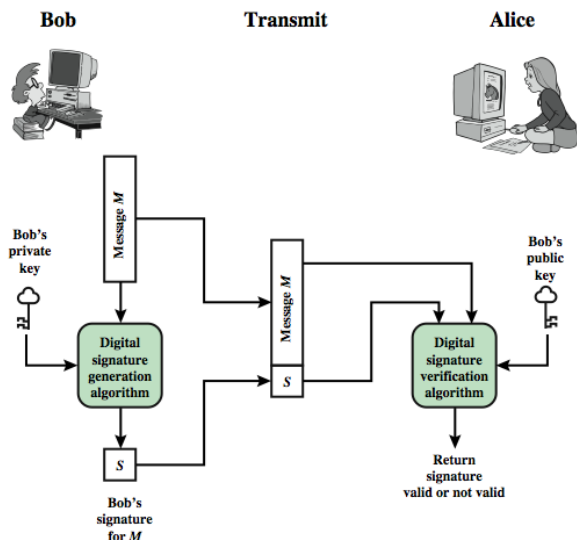 Bob
Transmit
Alice
Message M
Bob's
private
key
Message M
Bob's
public
key
Digital
signature
generation
algorithm
S
Digital
signature
verification
algorithm
S
Bob's
signature
for M
Return
signature
valid or not valid